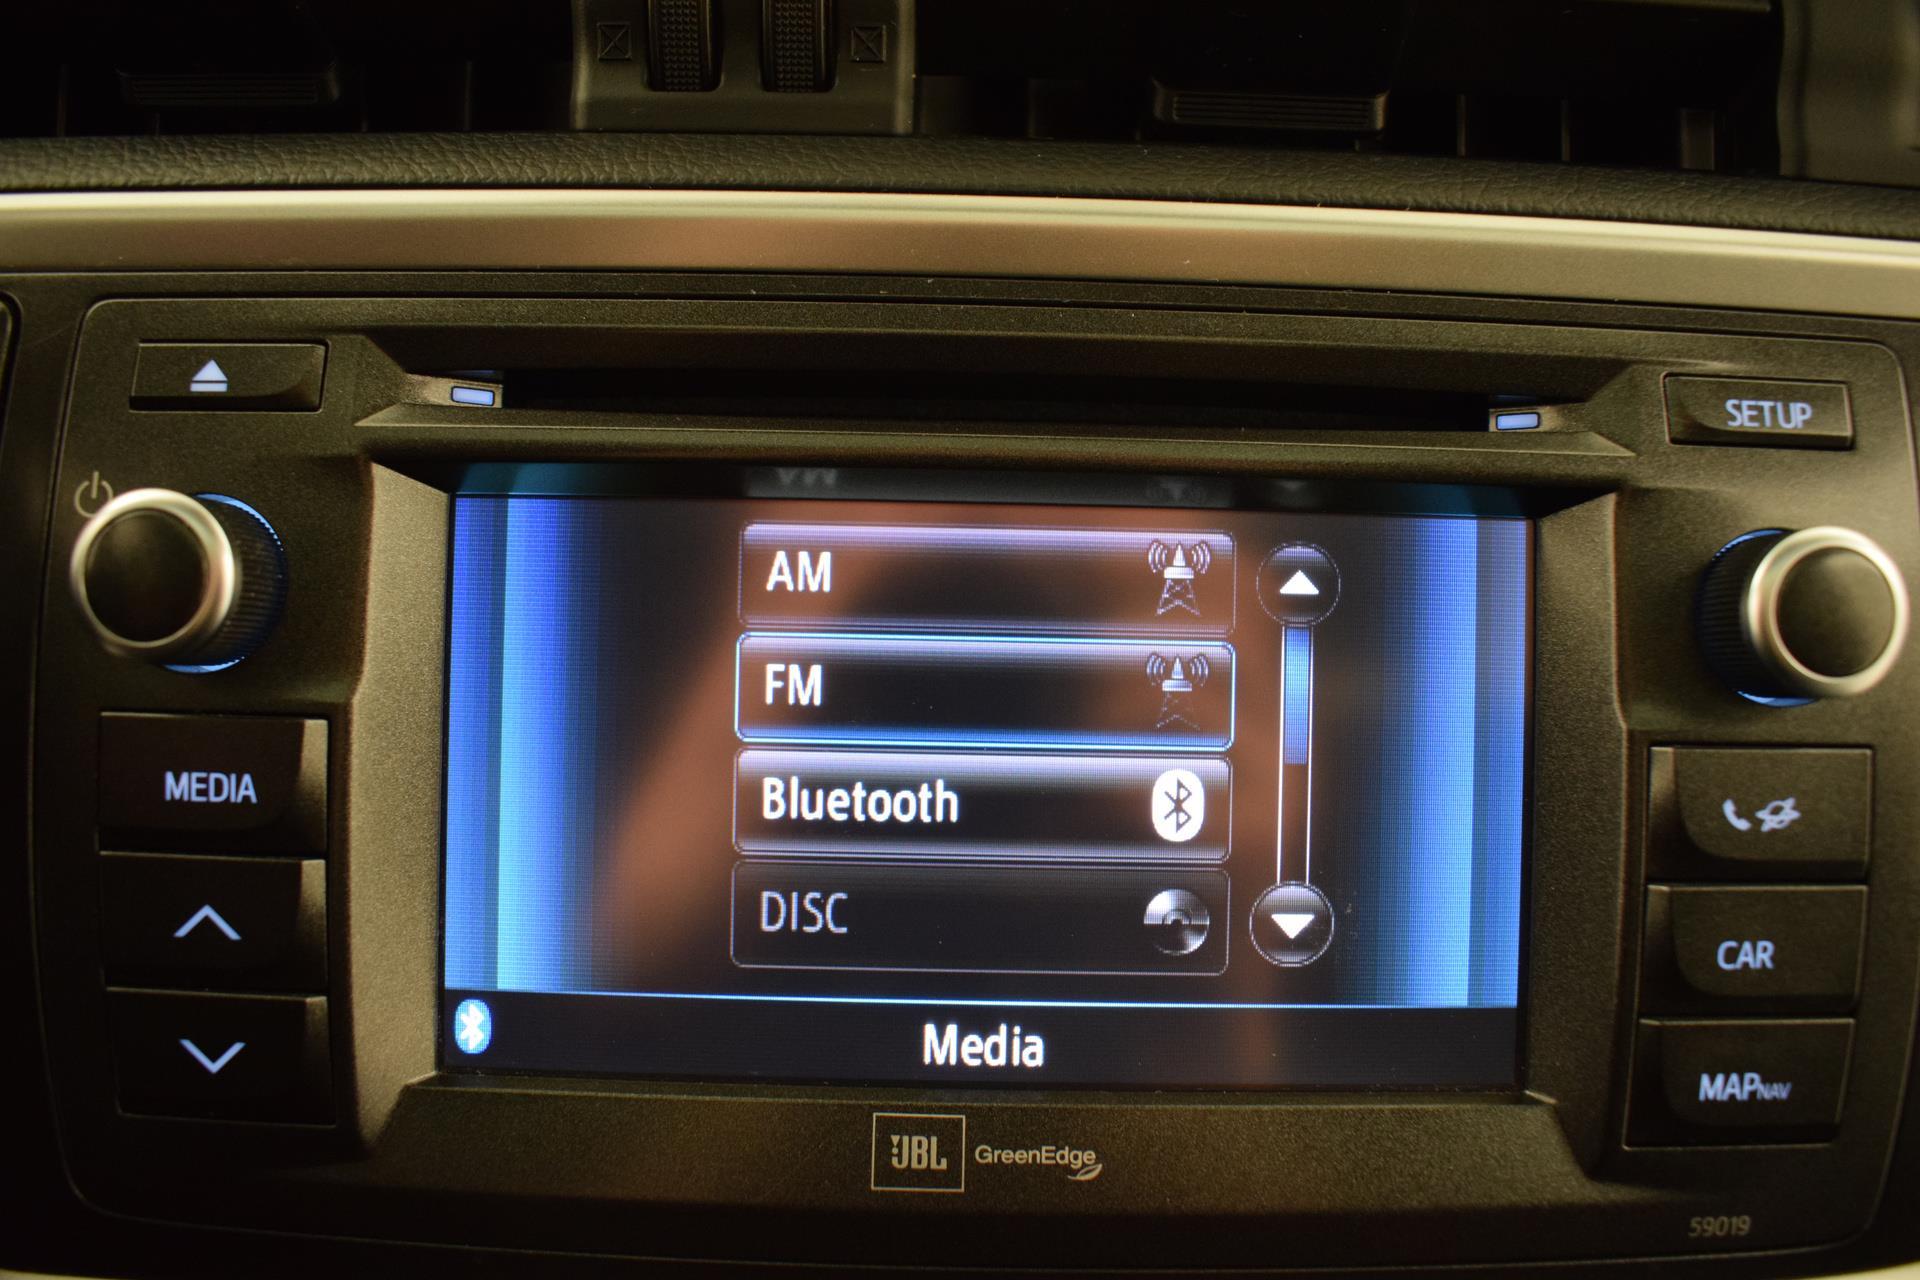 SETUP
AM
FM
MEDIA
Bluetooth
DISC
CAR
Media
MAPNAV
JBL GreenEdge
59019